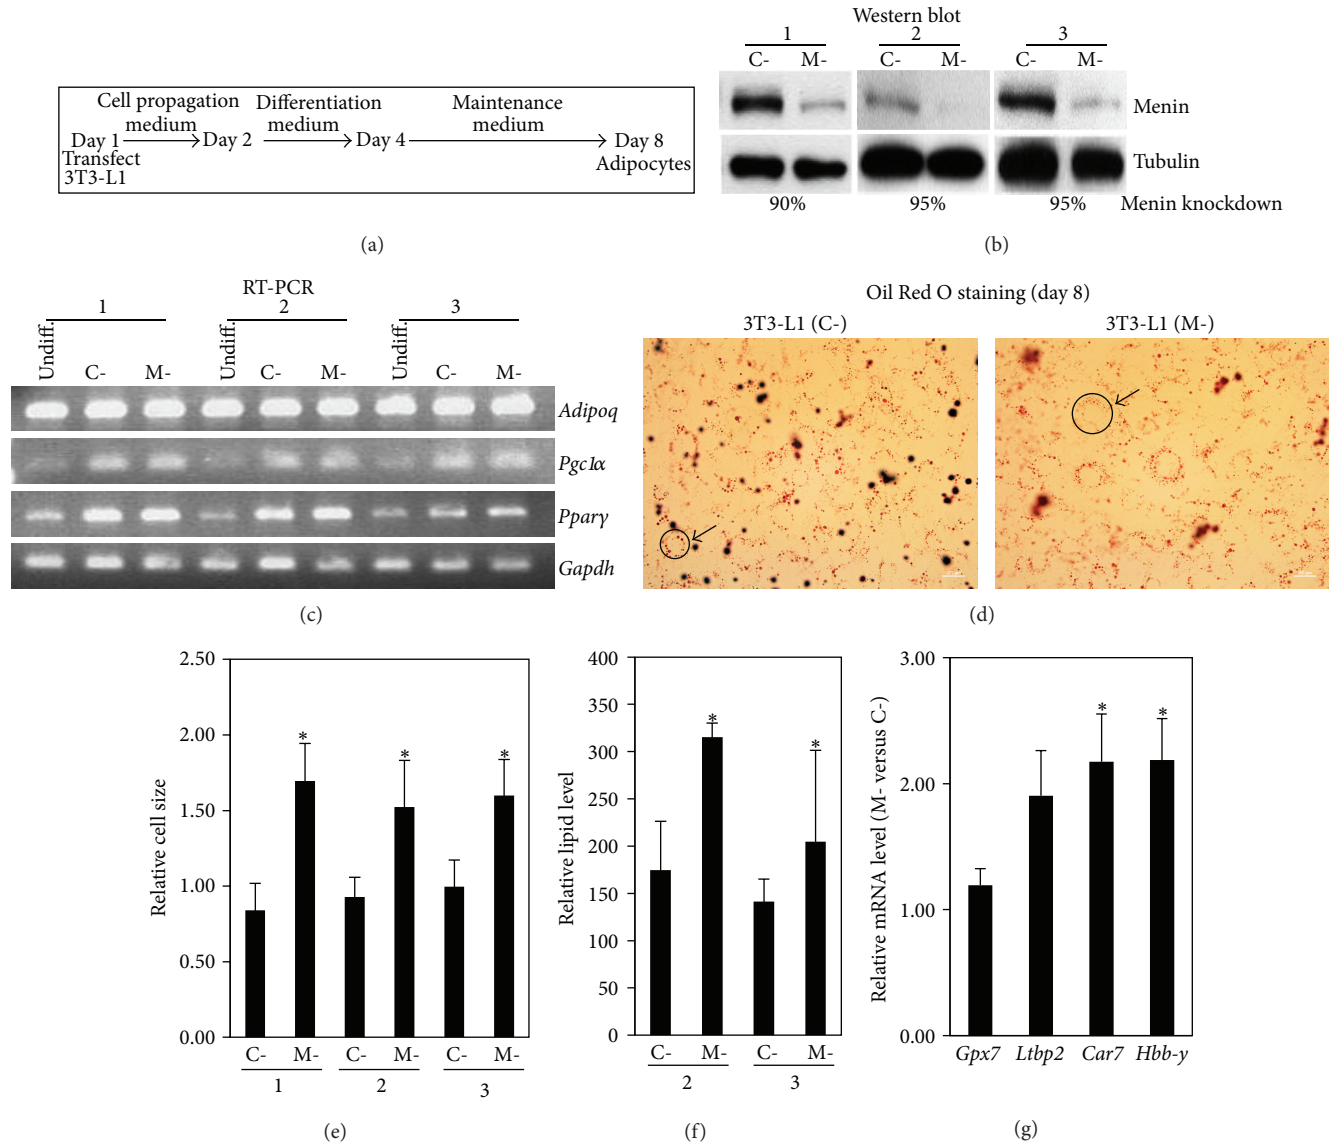 Cell propagation
medium
Differentiation
medium
Maintenance
medium
Day 1
Day 2
Day 4
Day 8
Transfect
3T3-L1
Adipocytes
(a)
Western blot
1
2
3
C- M- C- M- C- M-
Menin
Tubulin
90% 95% 95% Menin knockdown
(b)
RT-PCR
1
2
3
Undiff. C- M- Undiff. C- M- Undiff. C- M-
Adipoq
Pgc1α
Pparγ
Gapdh
(c)
Oil Red O staining (day 8)
3T3-L1 (C-)
3T3-L1 (M-)
(d)
Relative cell size
2.50
2.00
1.50
1.00
0.50
0.00
* * *
C- M- C- M- C- M-
1 2 3
(e)
Relative lipid level
400
350
300
250
200
150
100
50
0
* *
C- M- C- M-
2 3
(f)
Relative mRNA level (M- versus C-)
3.00
2.00
1.00
0.00
* *
Gpx7 Ltbp2 Car7 Hbb-y
(g)